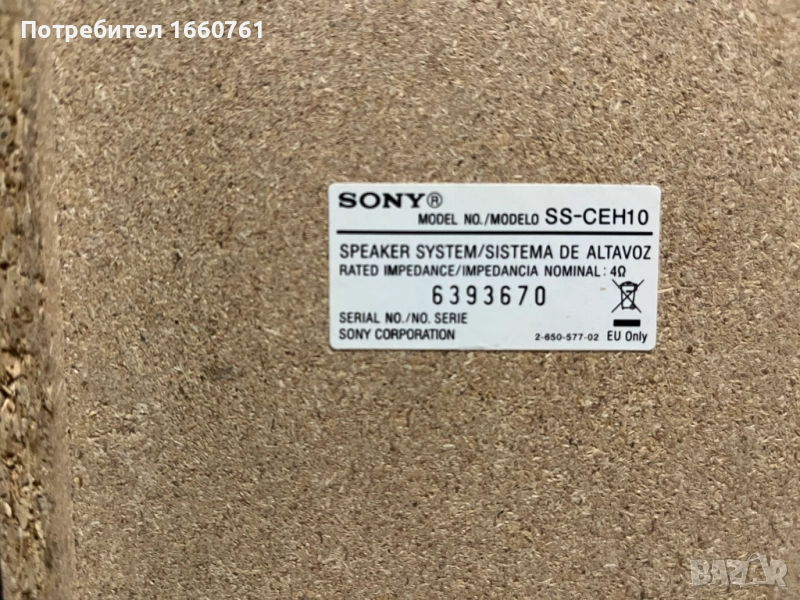 Потребител 1660761
SONY®
MODEL NO./MODELO SS-CEH10
SPEAKER SYSTEM/SISTEMA DE ALTAVOZ
RATED IMPEDANCE/IMPEDANCIA NOMINAL: 4Ω
6393670
SERIAL NO./NO. SERIE
SONY CORPORATION 2-650-577-02 EU Only
BAZAR